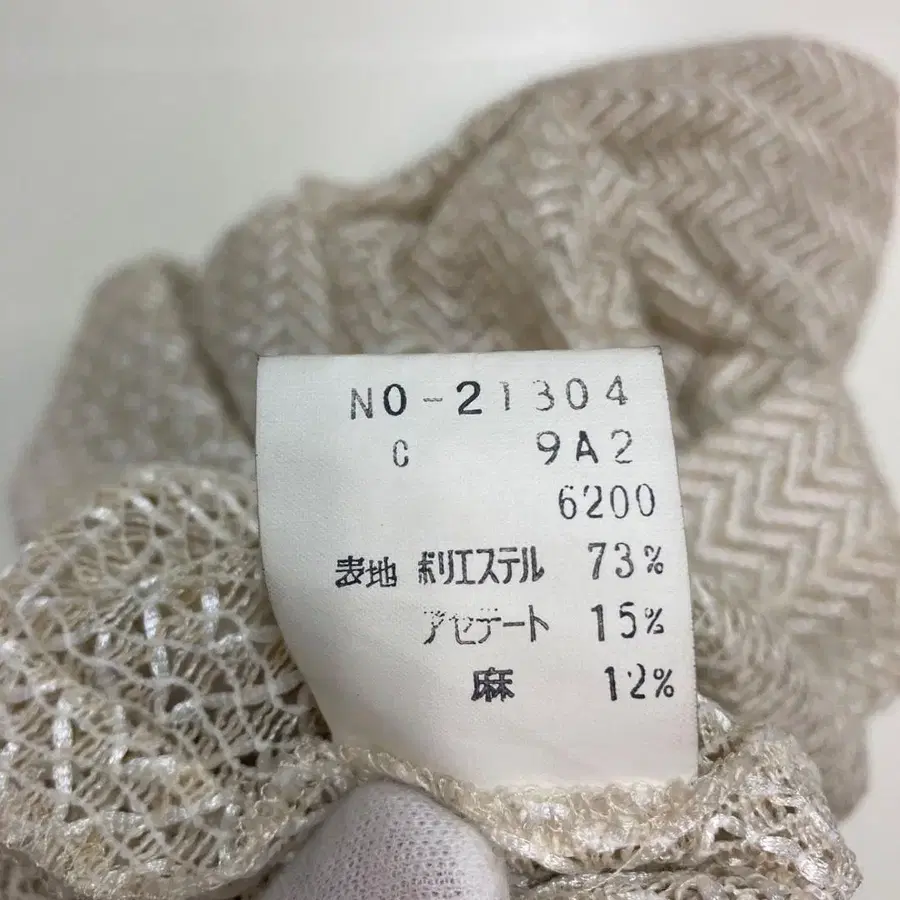 NO-21304
C 9A2
6200
表地 ポリエステル 73%
アセテート 15%
麻 12%